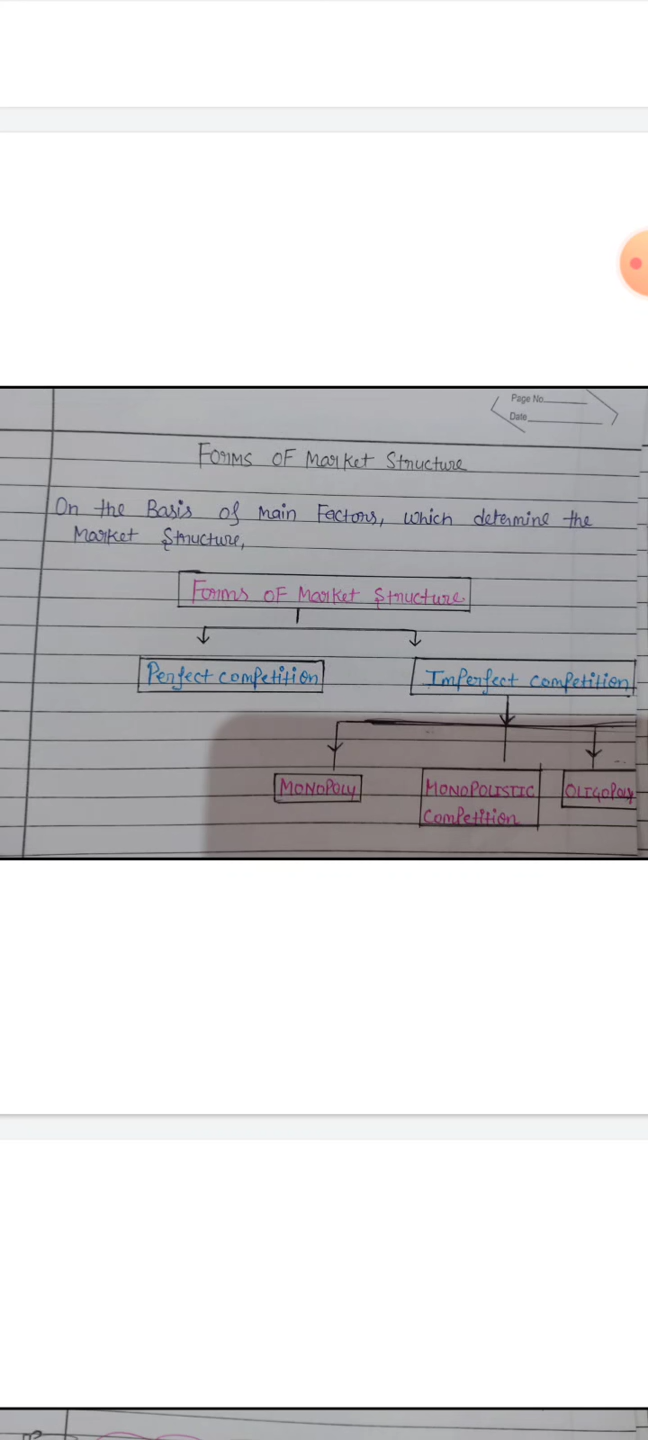 Page No.
Date
Forms OF Market Structure
On the Basis of main Factors, which determine the
Market Structure,
Forms OF Market Structure
Perfect competition
Imperfect competition
MONOPOLY
MONOPOLISTIC
Competition
OLIGOPOLY